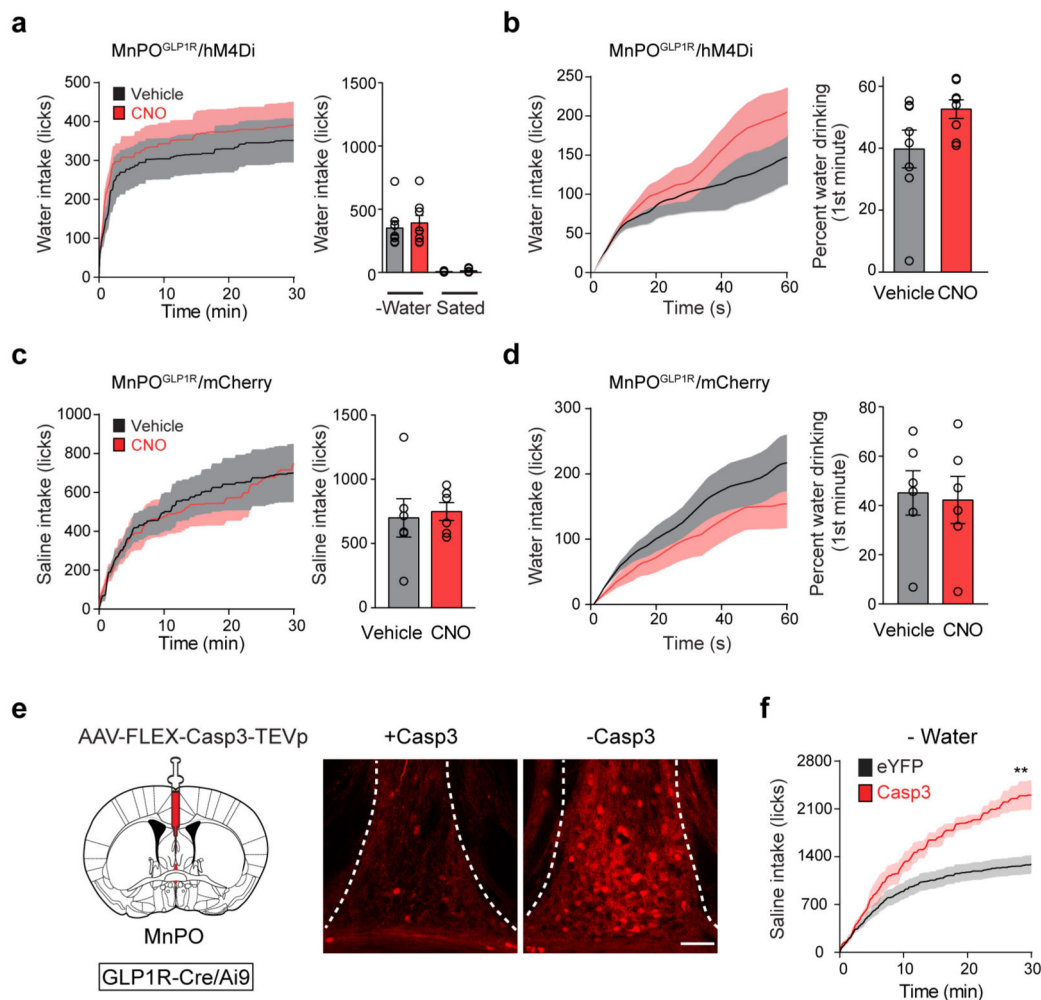 a
MnPO^GLP1R/hM4Di
Vehicle
CNO
Water intake (licks)
500
400
300
200
100
0
0 10 20 30
Time (min)
Water intake (licks)
1500
1000
500
0
-Water Sated
b
MnPO^GLP1R/hM4Di
Water intake (licks)
250
200
150
100
50
0
0 20 40 60
Time (s)
Percent water drinking
(1st minute)
60
40
20
0
Vehicle CNO
c
MnPO^GLP1R/mCherry
Vehicle
CNO
Saline intake (licks)
1000
800
600
400
200
0
0 10 20 30
Time (min)
Saline intake (licks)
1500
1000
500
0
Vehicle CNO
d
MnPO^GLP1R/mCherry
Water intake (licks)
300
200
100
0
0 20 40 60
Time (s)
Percent water drinking
(1st minute)
80
60
40
20
0
Vehicle CNO
e
AAV-FLEX-Casp3-TEVp
MnPO
GLP1R-Cre/Ai9
+Casp3 -Casp3
f
- Water
eYFP
Casp3
**
Saline intake (licks)
2800
2100
1400
700
0
0 10 20 30
Time (min)